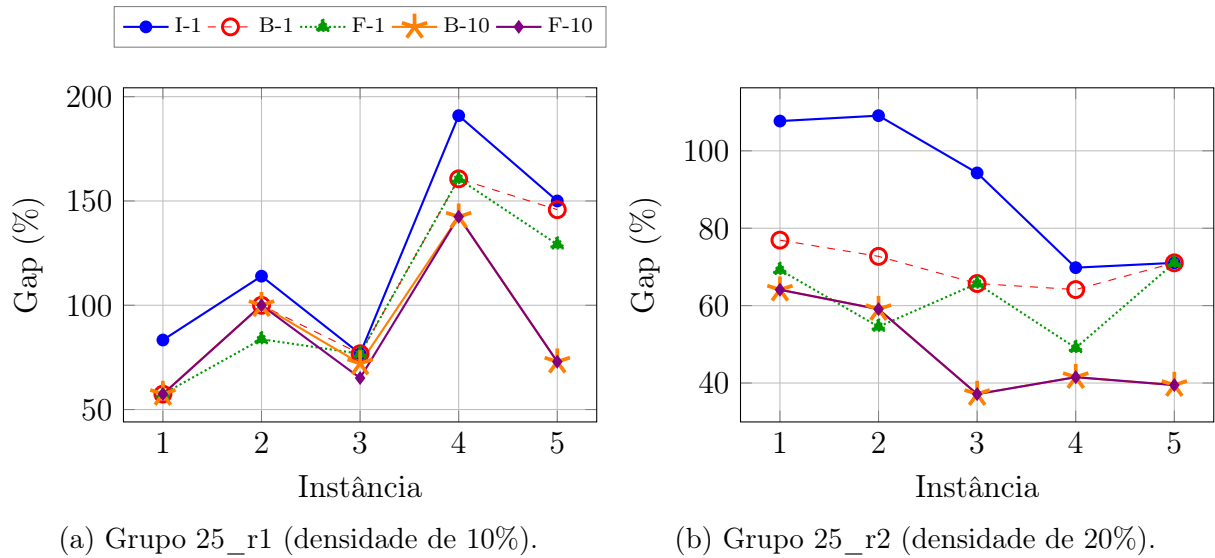 I-1 B-1 F-1 B-10 F-10
200
150
100
50
Gap (%)
1 2 3 4 5
Instância
(a) Grupo 25_r1 (densidade de 10%).
100
80
60
40
Gap (%)
1 2 3 4 5
Instância
(b) Grupo 25_r2 (densidade de 20%).